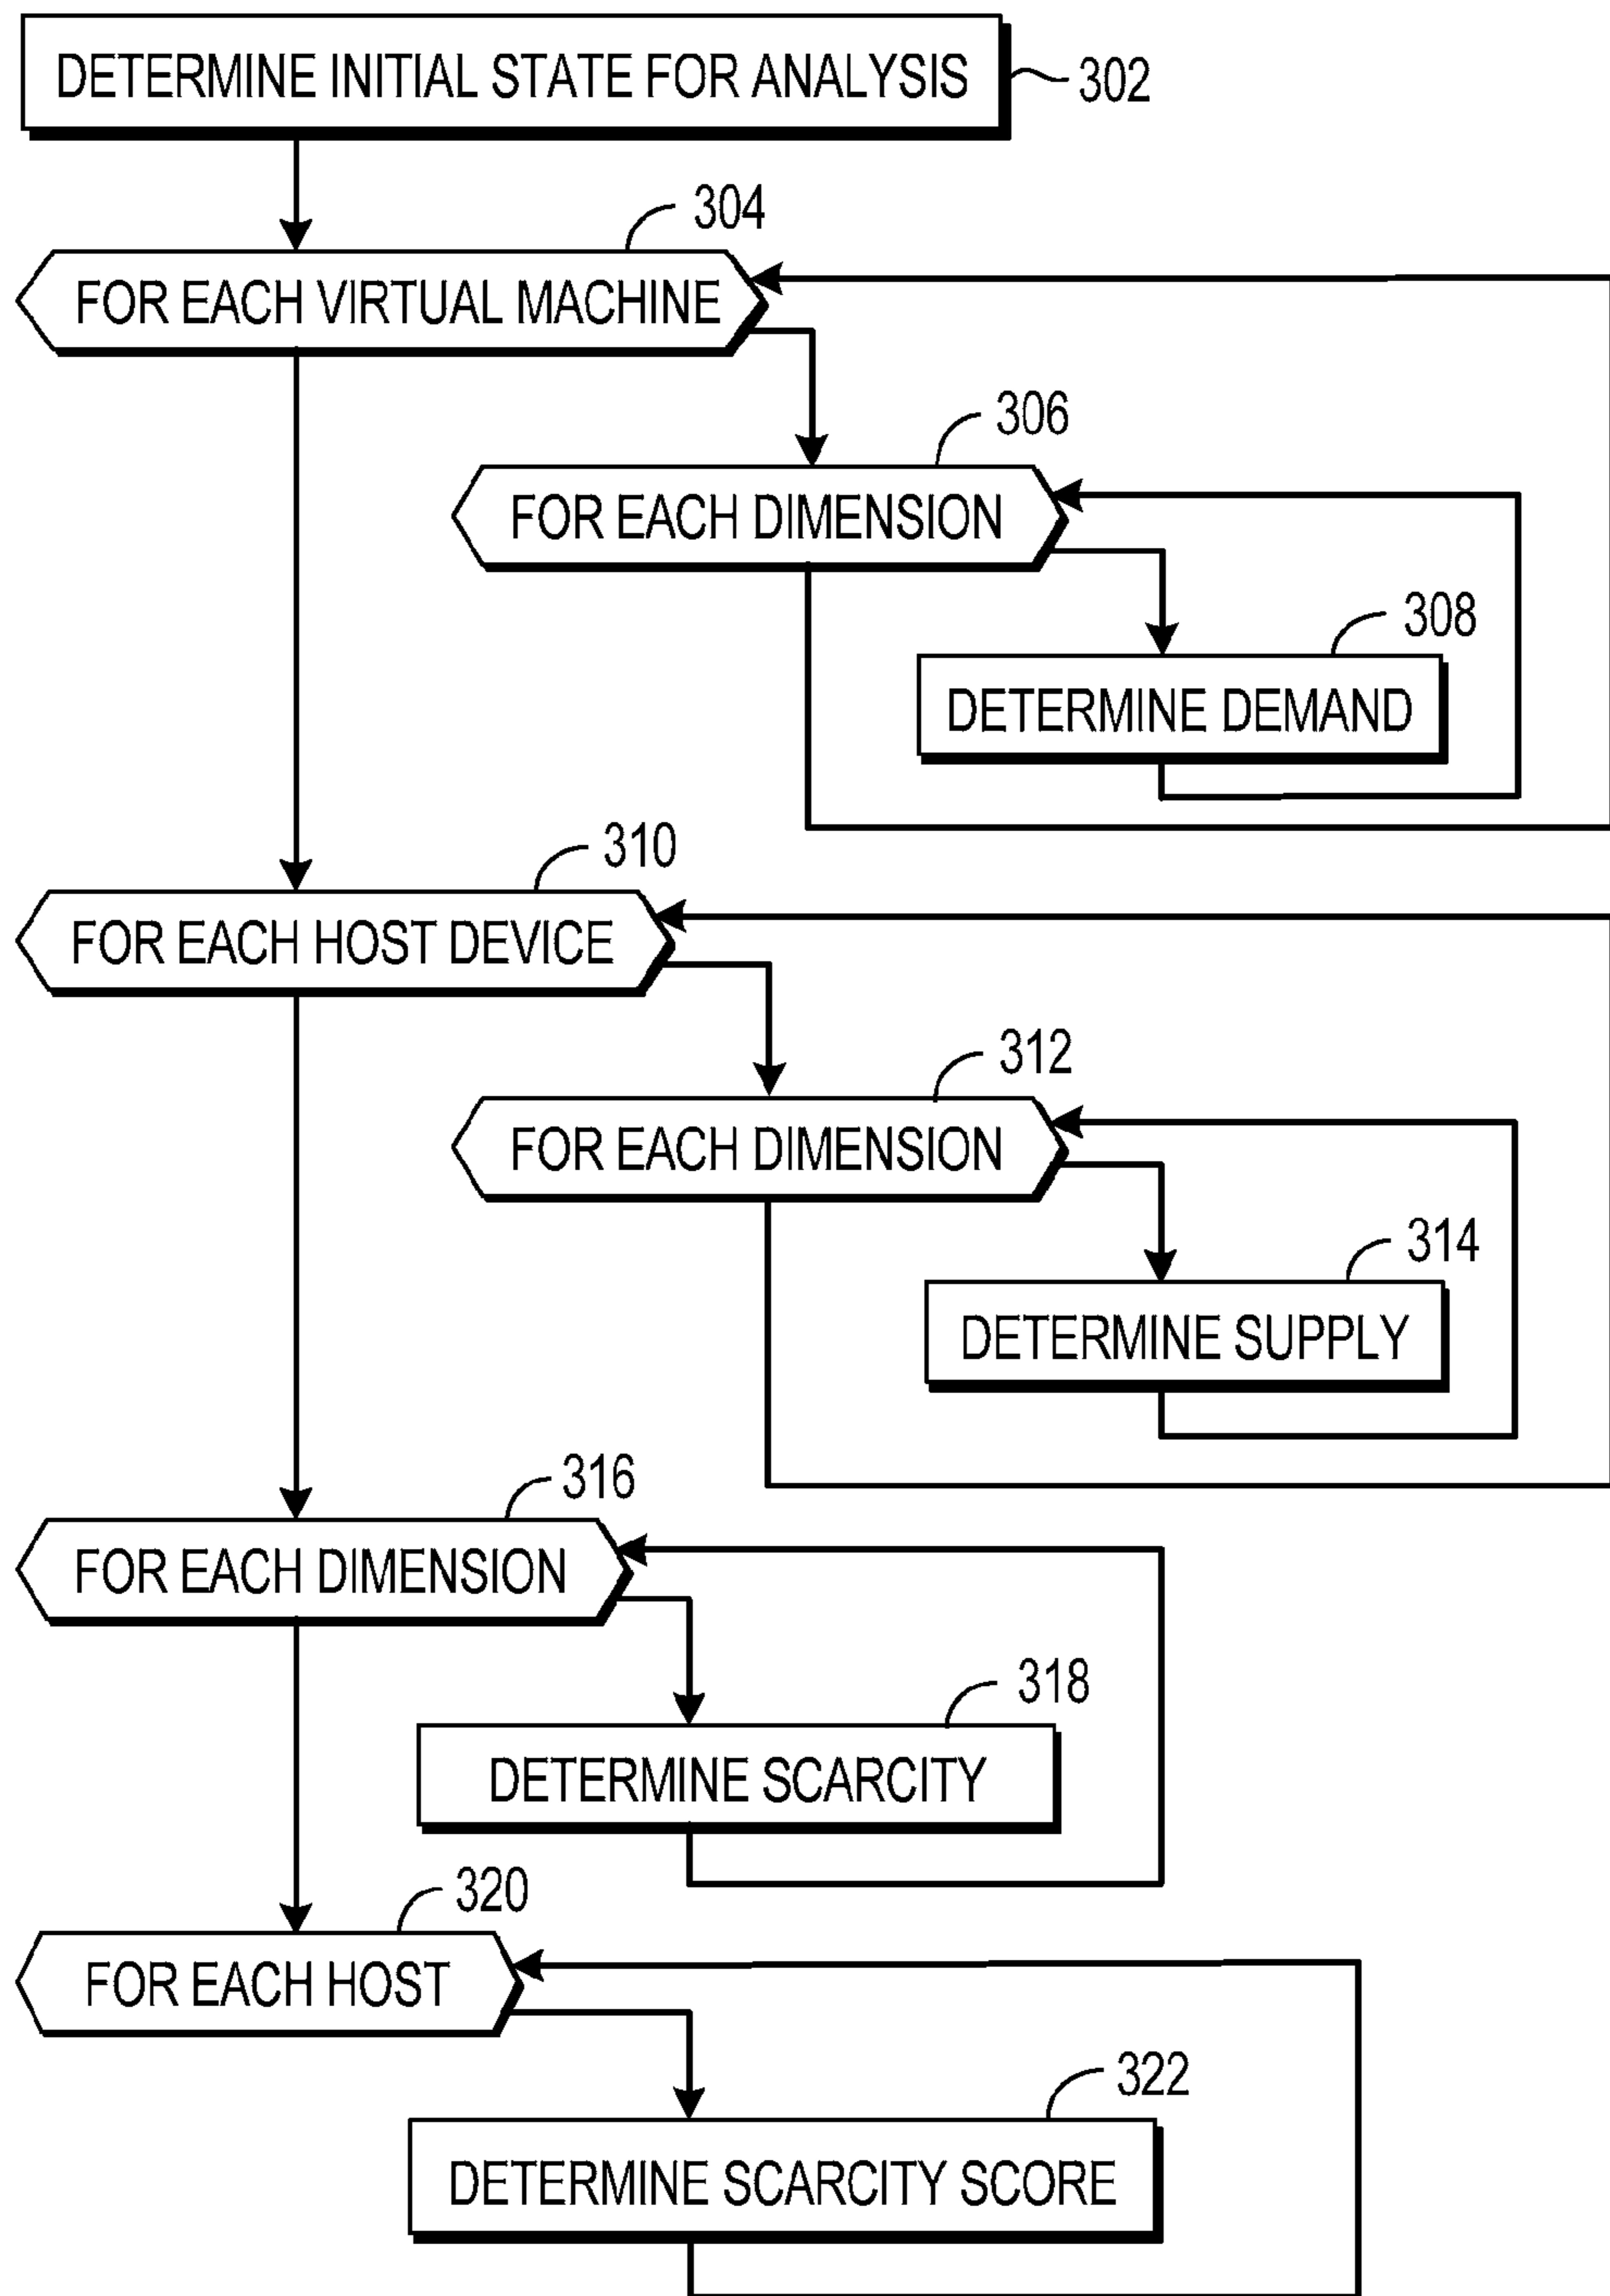 DETERMINE INITIAL STATE FOR ANALYSIS
302
304
FOR EACH VIRTUAL MACHINE
306
FOR EACH DIMENSION
308
DETERMINE DEMAND
310
FOR EACH HOST DEVICE
312
FOR EACH DIMENSION
314
DETERMINE SUPPLY
316
FOR EACH DIMENSION
318
DETERMINE SCARCITY
320
FOR EACH HOST
322
DETERMINE SCARCITY SCORE